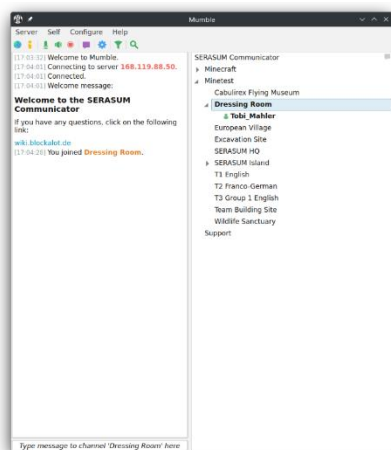 Mumble
Server Self Configure Help
[17:03:32] Welcome to Mumble.
[17:04:01] Connecting to server 168.119.88.50.
[17:04:01] Connected.
[17:04:01] Welcome message:
Welcome to the SERASUM
Communicator
If you have any questions, click on the following
link:
wiki.blockalot.de
[17:04:26] You joined Dressing Room.
Type message to channel 'Dressing Room' here
SERASUM Communicator
Minecraft
Minetest
Cabulirex Flying Museum
Dressing Room
Tobi_Mahler
European Village
Excavation Site
SERASUM HQ
SERASUM Island
T1 English
T2 Franco-German
T3 Group 1 English
Team Building Site
Wildlife Sanctuary
Support